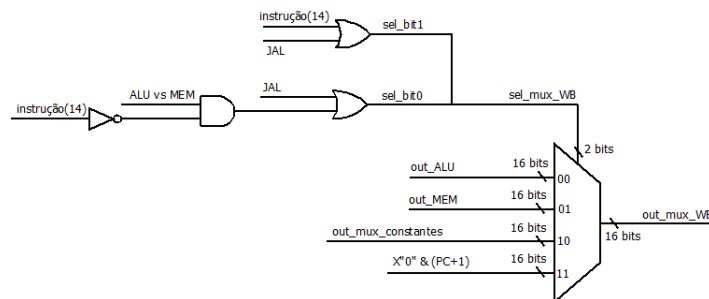 instrução(14)
sel_bit1
JAL
ALU vs MEM
JAL
instrução(14)
sel_bit0
sel_mux_WB
2 bits
out_ALU
16 bits
00
out_MEM
16 bits
01
out_mux_WB
out_mux_constantes
16 bits
10
16 bits
X"0" & (PC+1)
16 bits
11